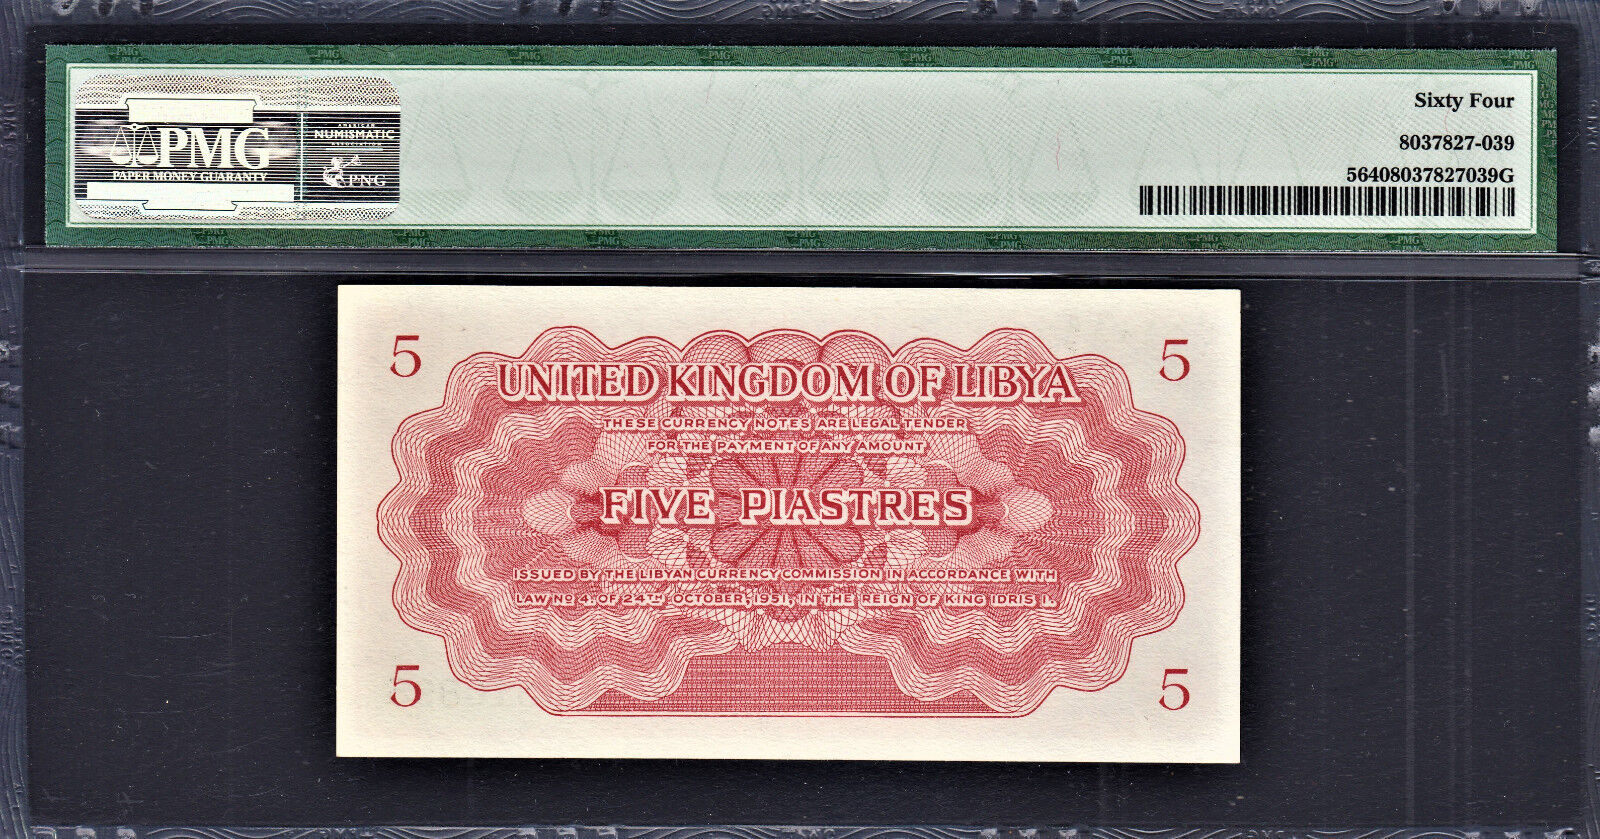 PMG
PAPER MONEY GUARANTY
AMERICAN
NUMISMATIC
ASSOCIATION
PNG
Sixty Four
8037827-039
56408037827039G
5
5
UNITED KINGDOM OF LIBYA
THESE CURRENCY NOTES ARE LEGAL TENDER
FOR THE PAYMENT OF ANY AMOUNT
FIVE PIASTRES
ISSUED BY THE LIBYAN CURRENCY COMMISSION IN ACCORDANCE WITH
LAW No 4. OF 24TH OCTOBER, 1951, IN THE REIGN OF KING IDRIS I.
5
5